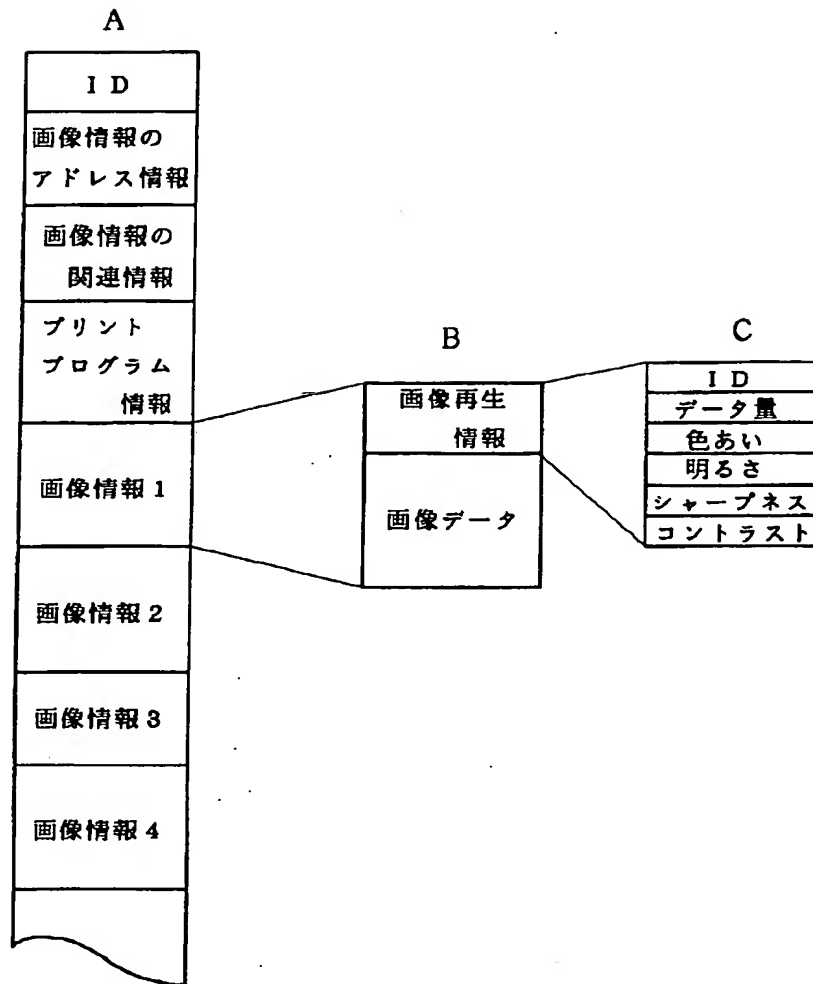 A
ID
画像情報の
アドレス情報
画像情報の
関連情報
プリント
プログラム
情報
画像情報1
画像情報2
画像情報3
画像情報4
B
画像再生
情報
画像データ
C
ID
データ量
色あい
明るさ
シャープネス
コントラスト